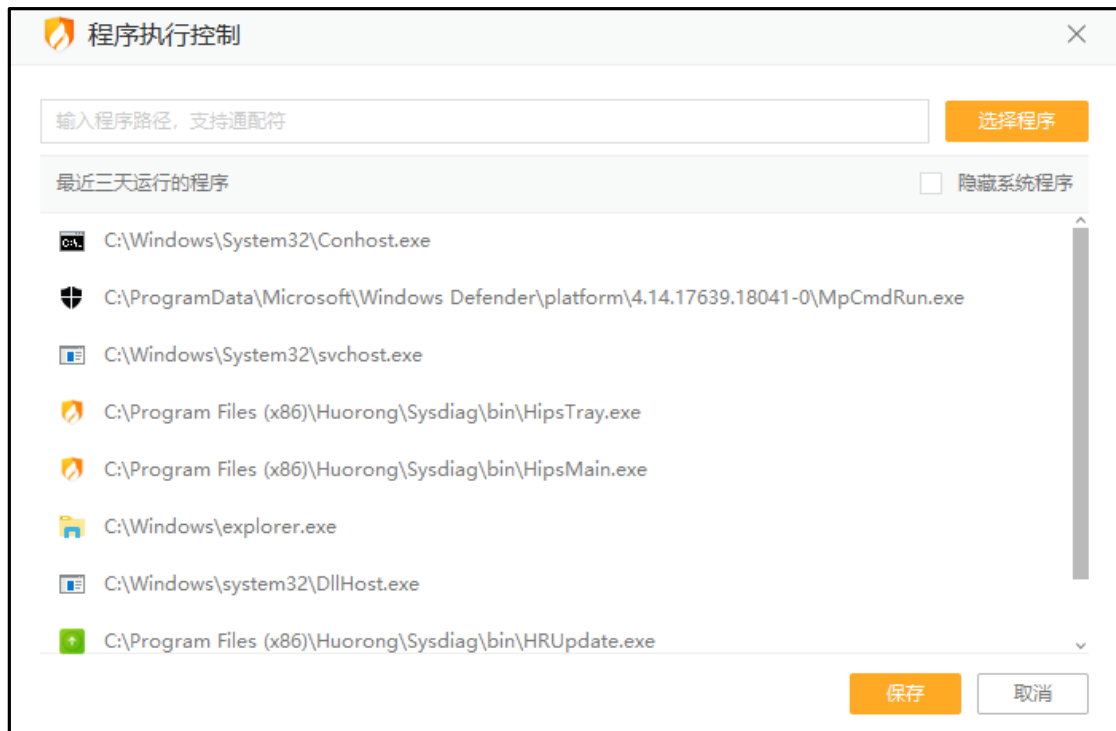 程序执行控制
输入程序路径，支持通配符
选择程序
最近三天运行的程序
隐藏系统程序
C:\Windows\System32\Conhost.exe
C:\ProgramData\Microsoft\Windows Defender\platform\4.14.17639.18041-0\MpCmdRun.exe
C:\Windows\System32\svchost.exe
C:\Program Files (x86)\Huorong\Sysdiag\bin\HipsTray.exe
C:\Program Files (x86)\Huorong\Sysdiag\bin\HipsMain.exe
C:\Windows\explorer.exe
C:\Windows\system32\DllHost.exe
C:\Program Files (x86)\Huorong\Sysdiag\bin\HRUpdate.exe
保存
取消